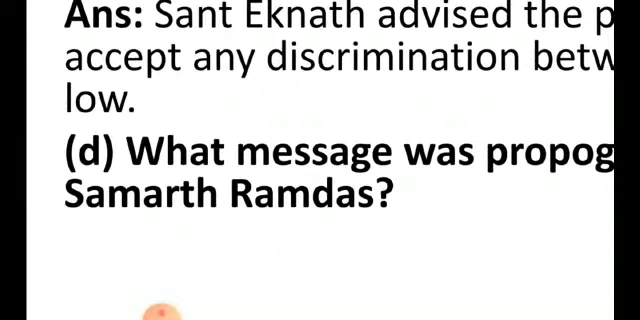 Ans: Sant Eknath advised the p
accept any discrimination betw
low.
(d) What message was propog
Samarth Ramdas?